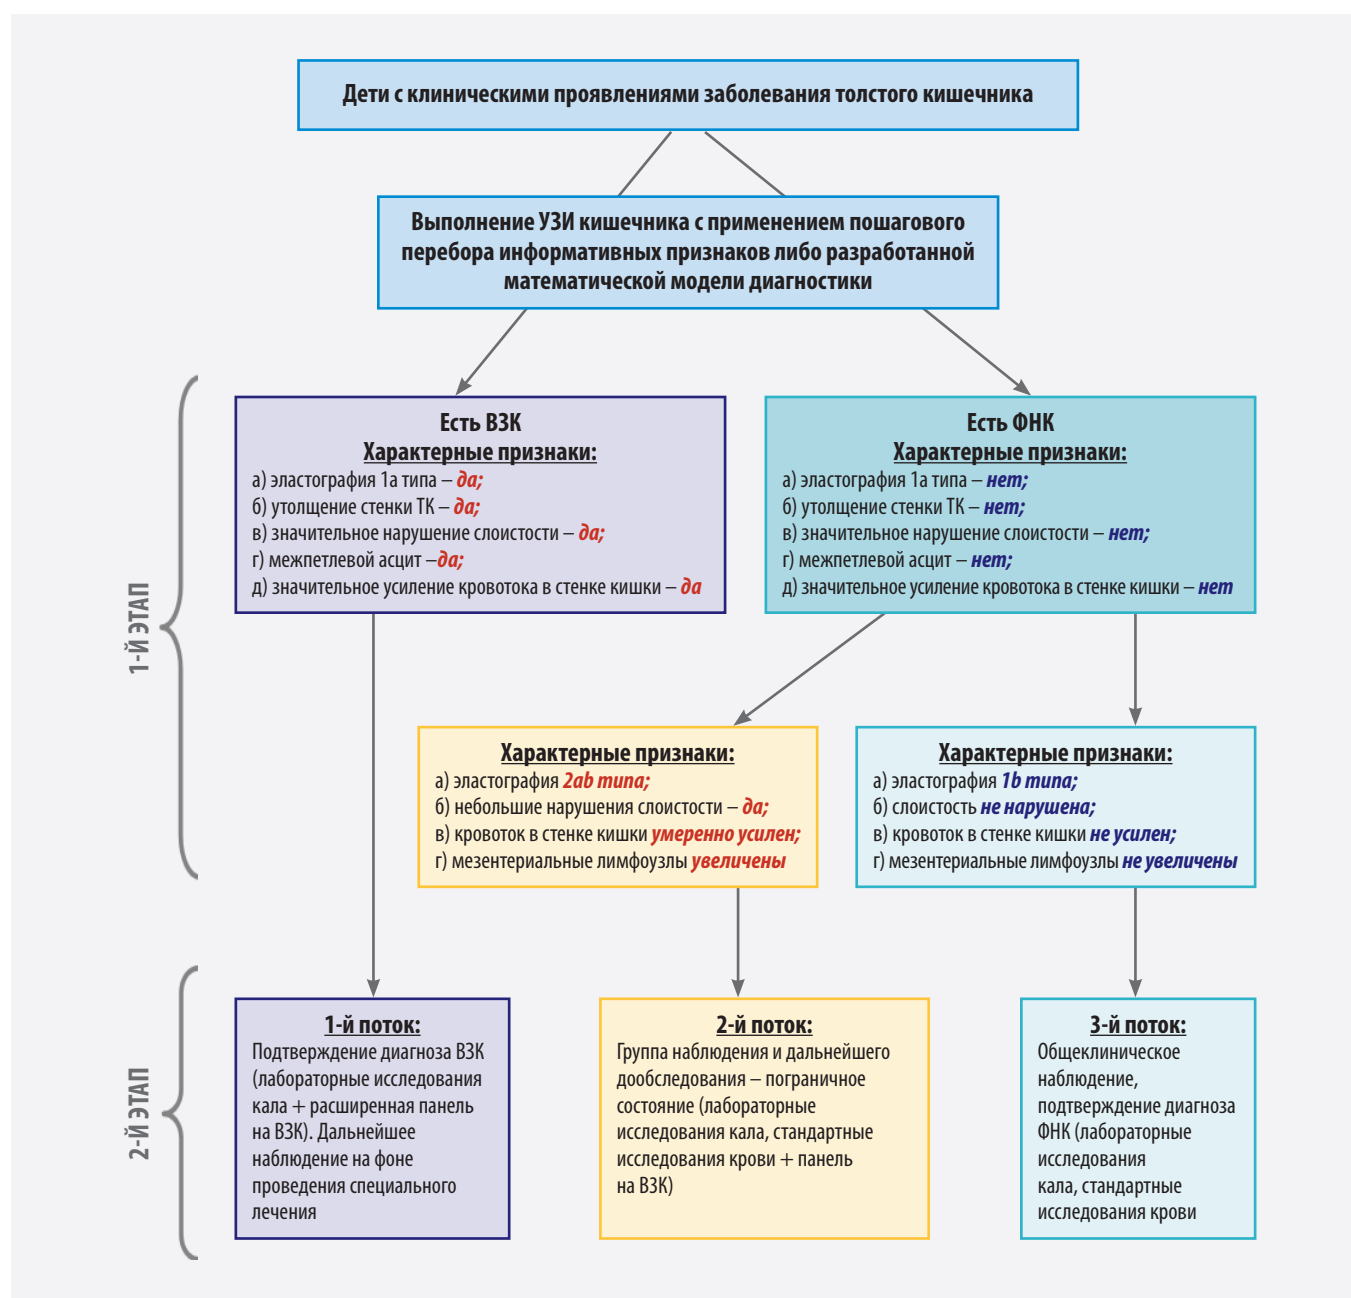 Дети с клиническими проявлениями заболевания толстого кишечника
Выполнение УЗИ кишечника с применением пошагового
перебора информативных признаков либо разработанной
математической модели диагностики
1-Й ЭТАП
Есть ВЗК
Характерные признаки:
а) эластография 1a типа – да;
б) утолщение стенки ТК – да;
в) значительное нарушение слоистости – да;
г) межпетлевой асцит –да;
д) значительное усиление кровотока в стенке кишки – да
Есть ФНК
Характерные признаки:
а) эластография 1a типа – нет;
б) утолщение стенки ТК – нет;
в) значительное нарушение слоистости – нет;
г) межпетлевой асцит – нет;
д) значительное усиление кровотока в стенке кишки – нет
Характерные признаки:
а) эластография 2ab типа;
б) небольшие нарушения слоистости – да;
в) кровоток в стенке кишки умеренно усилен;
г) мезентериальные лимфоузлы увеличены
Характерные признаки:
а) эластография 1b типа;
б) слоистость не нарушена;
в) кровоток в стенке кишки не усилен;
г) мезентериальные лимфоузлы не увеличены
2-Й ЭТАП
1-й поток:
Подтверждение диагноза ВЗК
(лабораторные исследования
кала + расширенная панель
на ВЗК). Дальнейшее
наблюдение на фоне
проведения специального
лечения
2-й поток:
Группа наблюдения и дальнейшего
дообследования – пограничное
состояние (лабораторные
исследования кала, стандартные
исследования крови + панель
на ВЗК)
3-й поток:
Общеклиническое
наблюдение,
подтверждение диагноза
ФНК (лабораторные
исследования
кала, стандартные
исследования крови